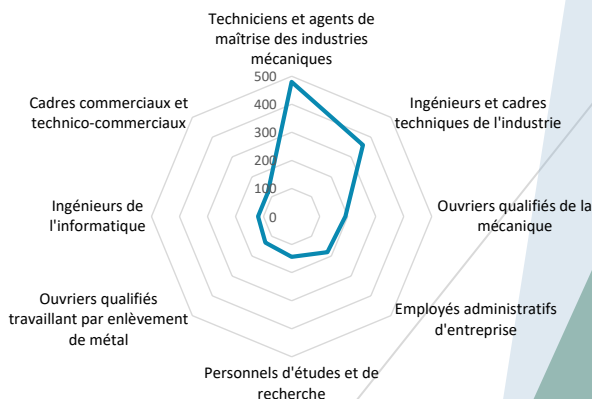 Techniciens et agents de
maîtrise des industries
mécaniques
500
400
300
200
100
0
Cadres commerciaux et
technico-commerciaux
Ingénieurs et cadres
techniques de l'industrie
Ingénieurs de
l'informatique
Ouvriers qualifiés de la
mécanique
Ouvriers qualifiés
travaillant par enlèvement
de métal
Employés administratifs
d'entreprise
Personnels d'études et de
recherche